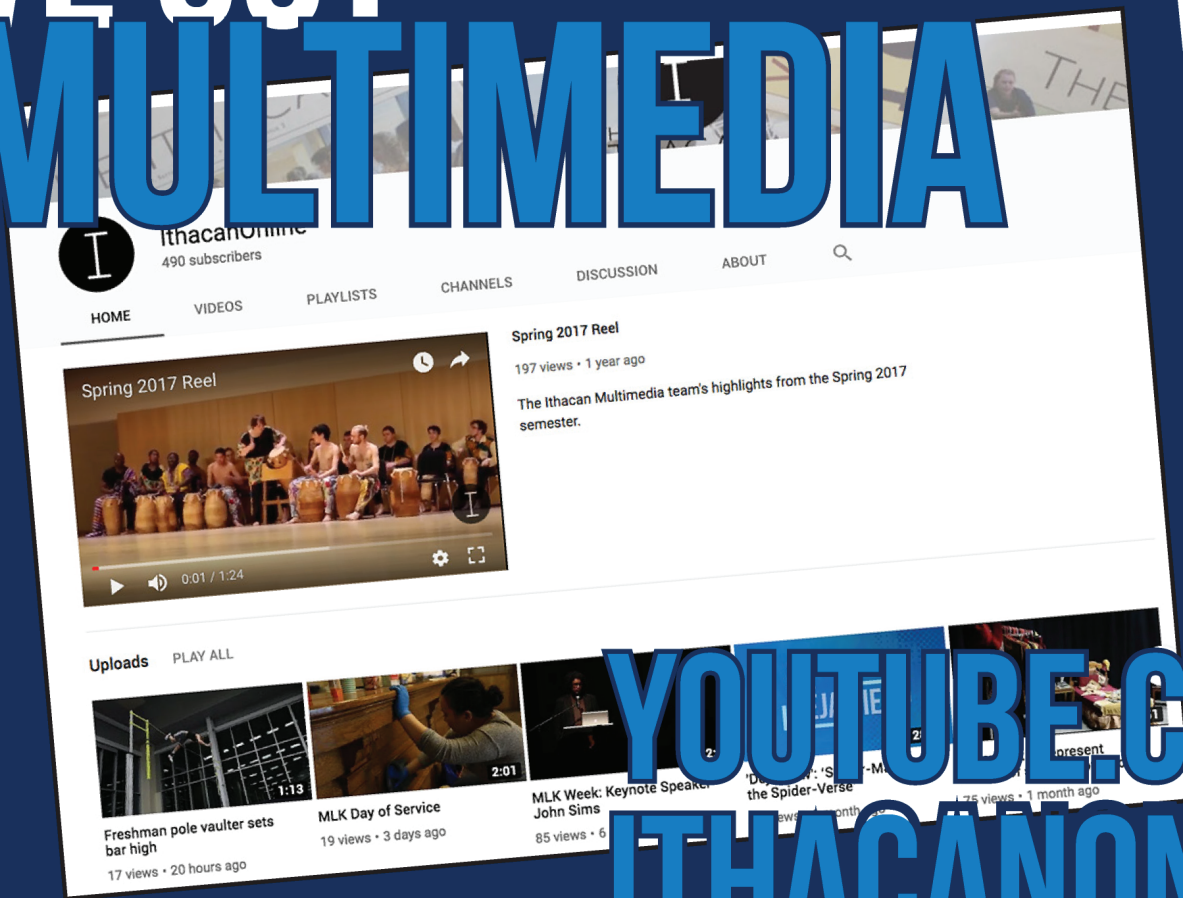 MULTIMEDIA
THE
IthacanOnline
490 subscribers
HOME VIDEOS PLAYLISTS CHANNELS DISCUSSION ABOUT
Spring 2017 Reel
Spring 2017 Reel
197 views • 1 year ago
The Ithacan Multimedia team's highlights from the Spring 2017
semester.
0:01 / 1:24
Uploads PLAY ALL
YOUTUBE.C
1:13
2:01
Freshman pole vaulter sets
bar high
17 views • 20 hours ago
MLK Day of Service
19 views • 3 days ago
MLK Week: Keynote Speaker
John Sims
85 views • 6
the Spider-Verse
75 views • 1 month ago
ITHACANON